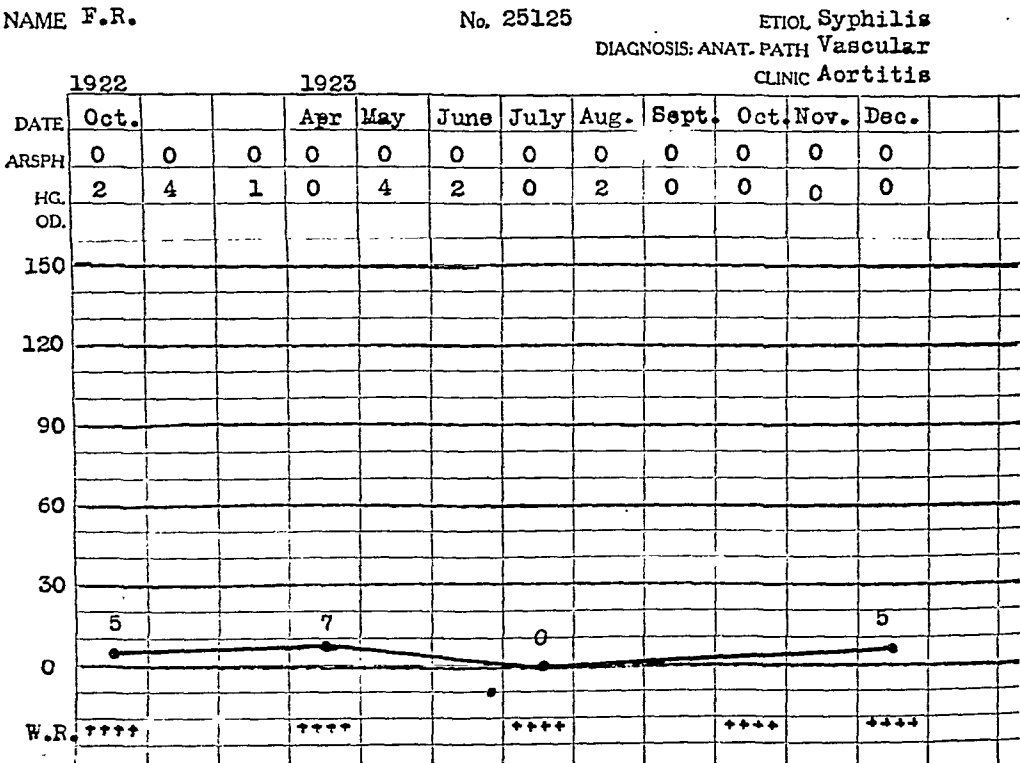 NAME F.R. No. 25125 ETIOL Syphilis
DIAGNOSIS: ANAT. PATH Vascular
CLINIC Aortitis
1922 1923
DATE Oct. Apr May June July Aug. Sept. Oct. Nov. Dec.
ARSPH 0 0 0 0 0 0 0 0 0 0 0 0
HG. 2 4 1 0 4 2 0 2 0 0 0 0
OD.
150
120
90
60
30
5 7 0 5
0
W.R. ++++ ++++ ++++ ++++ ++++